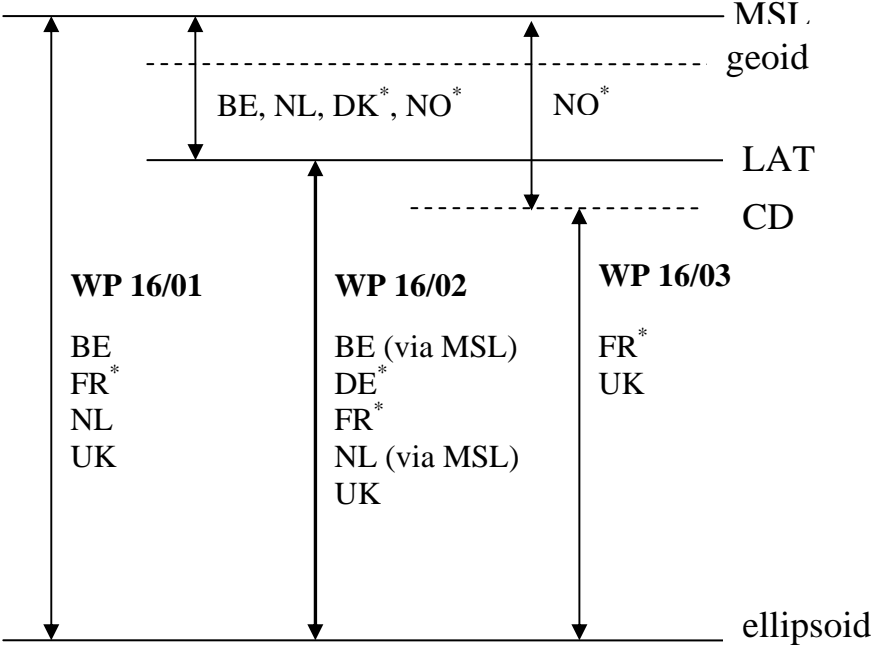 MSL
geoid
BE, NL, DK*, NO*
NO*
LAT
CD
WP 16/01
BE
FR*
NL
UK
WP 16/02
BE (via MSL)
DE*
FR*
NL (via MSL)
UK
WP 16/03
FR*
UK
ellipsoid